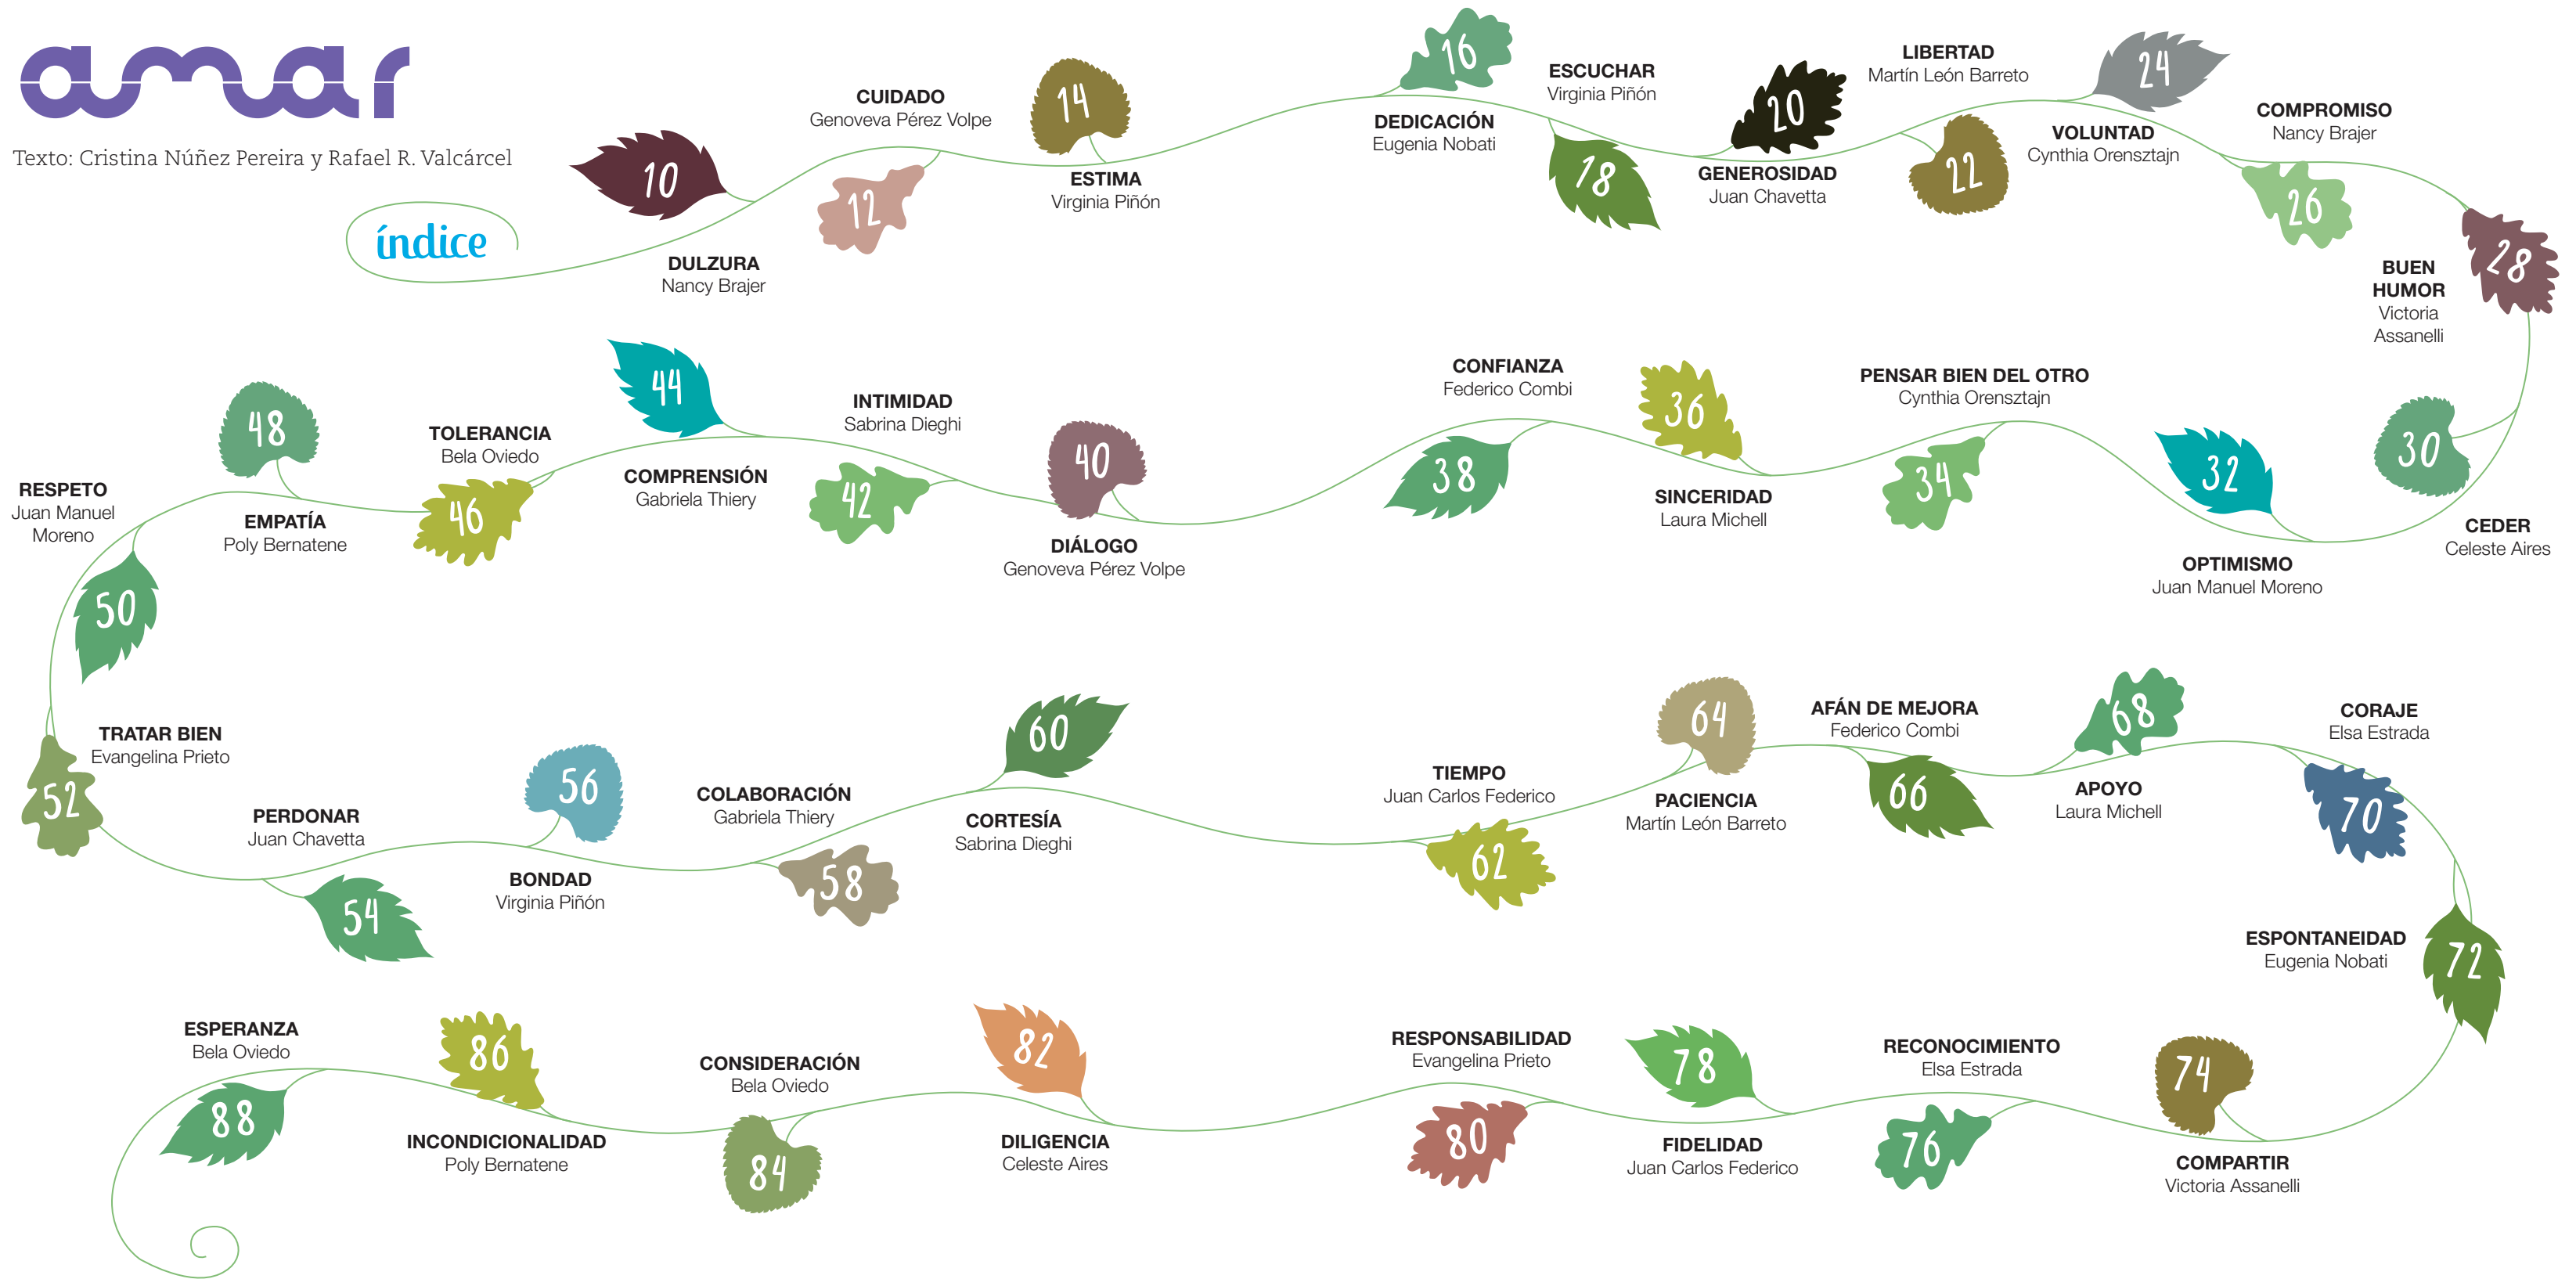 amar
Texto: Cristina Núñez Pereira y Rafael R. Valcárcel
índice
10
DULZURA
Nancy Brajer
CUIDADO
Genoveva Pérez Volpe
12
14
ESTIMA
Virginia Piñón
16
DEDICACIÓN
Eugenia Nobati
ESCUCHAR
Virginia Piñón
18
20
GENEROSIDAD
Juan Chavetta
LIBERTAD
Martín León Barreto
22
24
VOLUNTAD
Cynthia Orensztajn
COMPROMISO
Nancy Brajer
26
28
BUEN
HUMOR
Victoria
Assanelli
30
CEDER
Celeste Aires
32
OPTIMISMO
Juan Manuel Moreno
PENSAR BIEN DEL OTRO
Cynthia Orensztajn
34
36
SINCERIDAD
Laura Michell
CONFIANZA
Federico Combi
38
40
DIÁLOGO
Genoveva Pérez Volpe
INTIMIDAD
Sabrina Dieghi
42
44
COMPRENSIÓN
Gabriela Thiery
TOLERANCIA
Bela Oviedo
46
48
EMPATÍA
Poly Bernatene
RESPETO
Juan Manuel
Moreno
50
TRATAR BIEN
Evangelina Prieto
52
PERDONAR
Juan Chavetta
54
56
BONDAD
Virginia Piñón
COLABORACIÓN
Gabriela Thiery
58
60
CORTESÍA
Sabrina Dieghi
TIEMPO
Juan Carlos Federico
62
64
PACIENCIA
Martín León Barreto
AFÁN DE MEJORA
Federico Combi
66
68
APOYO
Laura Michell
CORAJE
Elsa Estrada
70
ESPONTANEIDAD
Eugenia Nobati
72
74
COMPARTIR
Victoria Assanelli
RECONOCIMIENTO
Elsa Estrada
76
78
FIDELIDAD
Juan Carlos Federico
RESPONSABILIDAD
Evangelina Prieto
80
82
DILIGENCIA
Celeste Aires
CONSIDERACIÓN
Bela Oviedo
84
86
INCONDICIONALIDAD
Poly Bernatene
ESPERANZA
Bela Oviedo
88